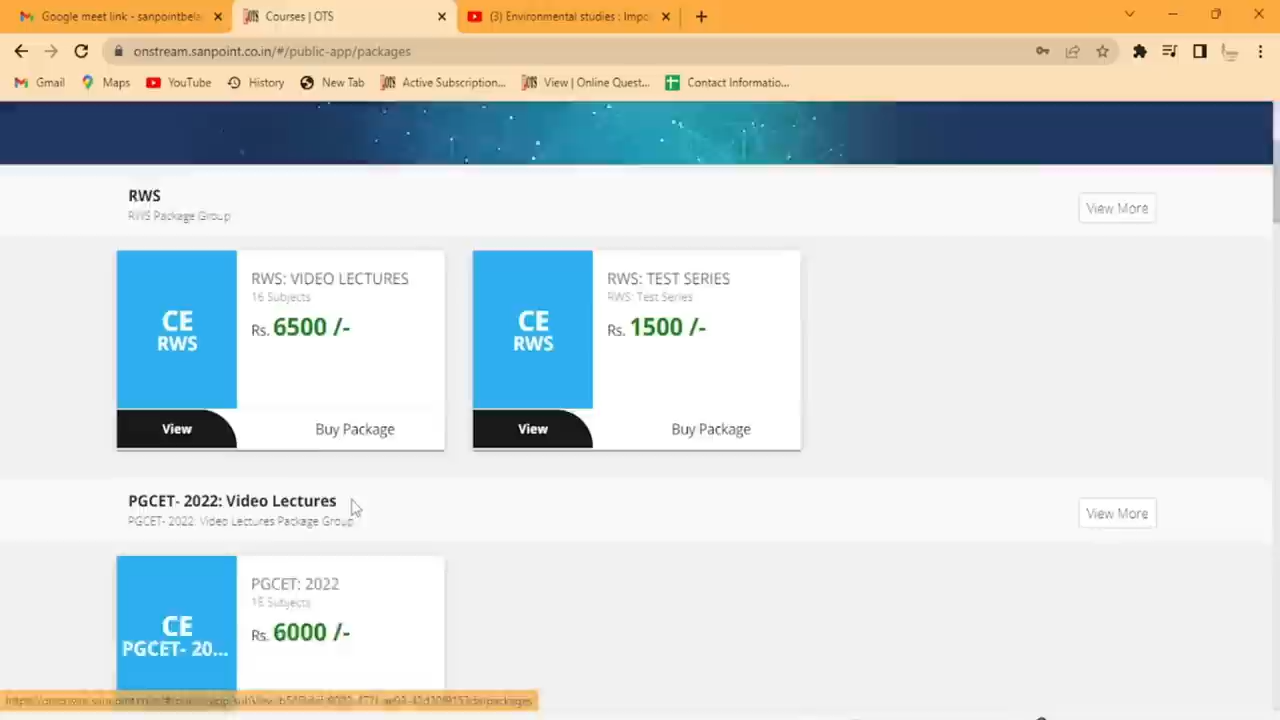 Google meet link - sanpointbela
Courses | OTS
(3) Environmental studies : Impo
onstream.sanpoint.co.in/#/public-app/packages
Gmail
Maps
YouTube
History
New Tab
Active Subscription...
View | Online Quest...
Contact Informatio...
RWS
RWS Package Group
View More
CE
RWS
RWS: VIDEO LECTURES
16 Subjects
Rs. 6500 /-
View
Buy Package
CE
RWS
RWS: TEST SERIES
RWS: Test Series
Rs. 1500 /-
View
Buy Package
PGCET- 2022: Video Lectures
PGCET- 2022: Video Lectures Package Group
View More
CE
PGCET- 20...
PGCET: 2022
15 Subjects
Rs. 6000 /-